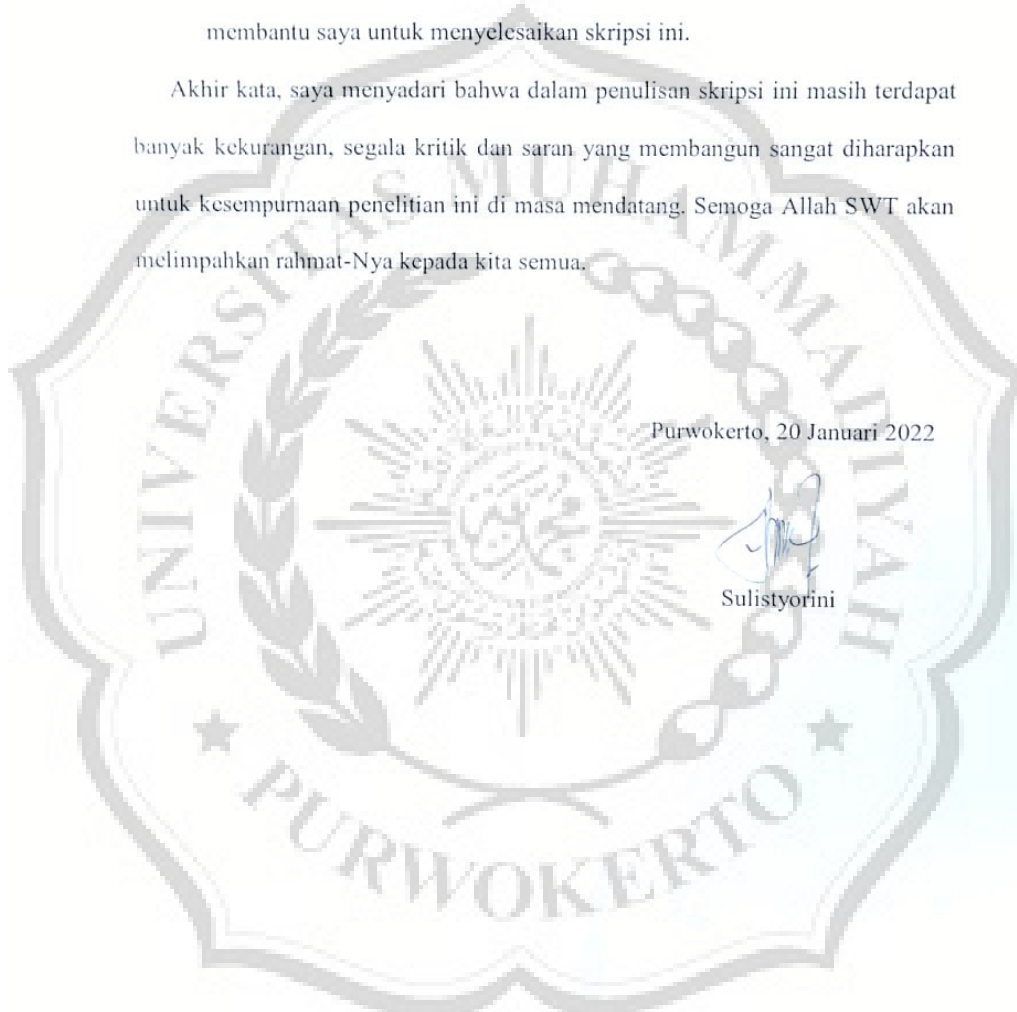 membantu saya untuk menyelesaikan skripsi ini.
Akhir kata, saya menyadari bahwa dalam penulisan skripsi ini masih terdapat
banyak kekurangan, segala kritik dan saran yang membangun sangat diharapkan
untuk kesempurnaan penelitian ini di masa mendatang. Semoga Allah SWT akan
melimpahkan rahmat-Nya kepada kita semua.
UNIVERSITAS MUHAMMADIYAH
Purwokerto, 20 Januari 2022
Sulistyorini
PURWOKERTO